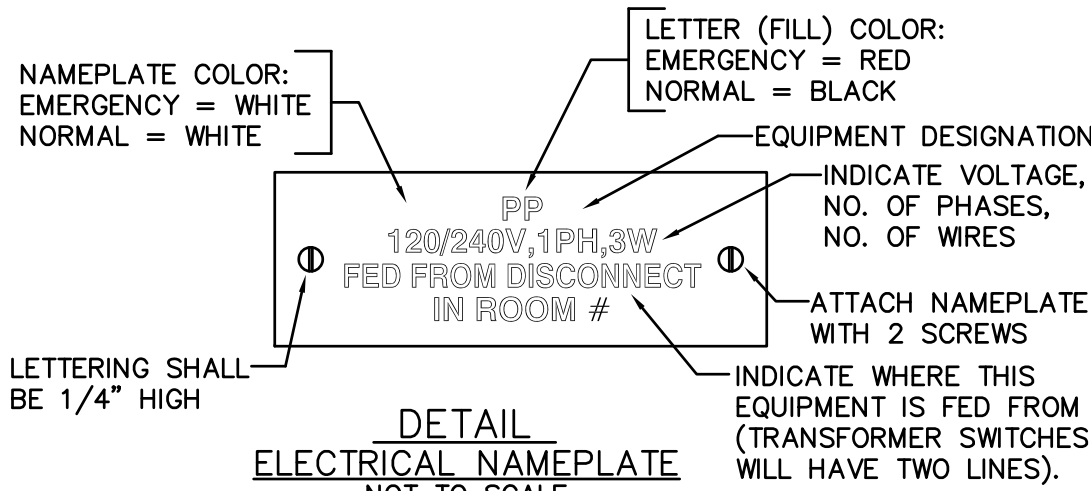 NAMEPLATE COLOR:
EMERGENCY = WHITE
NORMAL = WHITE
LETTER (FILL) COLOR:
EMERGENCY = RED
NORMAL = BLACK
EQUIPMENT DESIGNATION
INDICATE VOLTAGE,
NO. OF PHASES,
NO. OF WIRES
PP
120/240V,1PH,3W
FED FROM DISCONNECT
IN ROOM #
ATTACH NAMEPLATE
WITH 2 SCREWS
LETTERING SHALL
BE 1/4" HIGH
INDICATE WHERE THIS
EQUIPMENT IS FED FROM
(TRANSFORMER SWITCHES
WILL HAVE TWO LINES).
DETAIL
ELECTRICAL NAMEPLATE
NOT TO SCALE